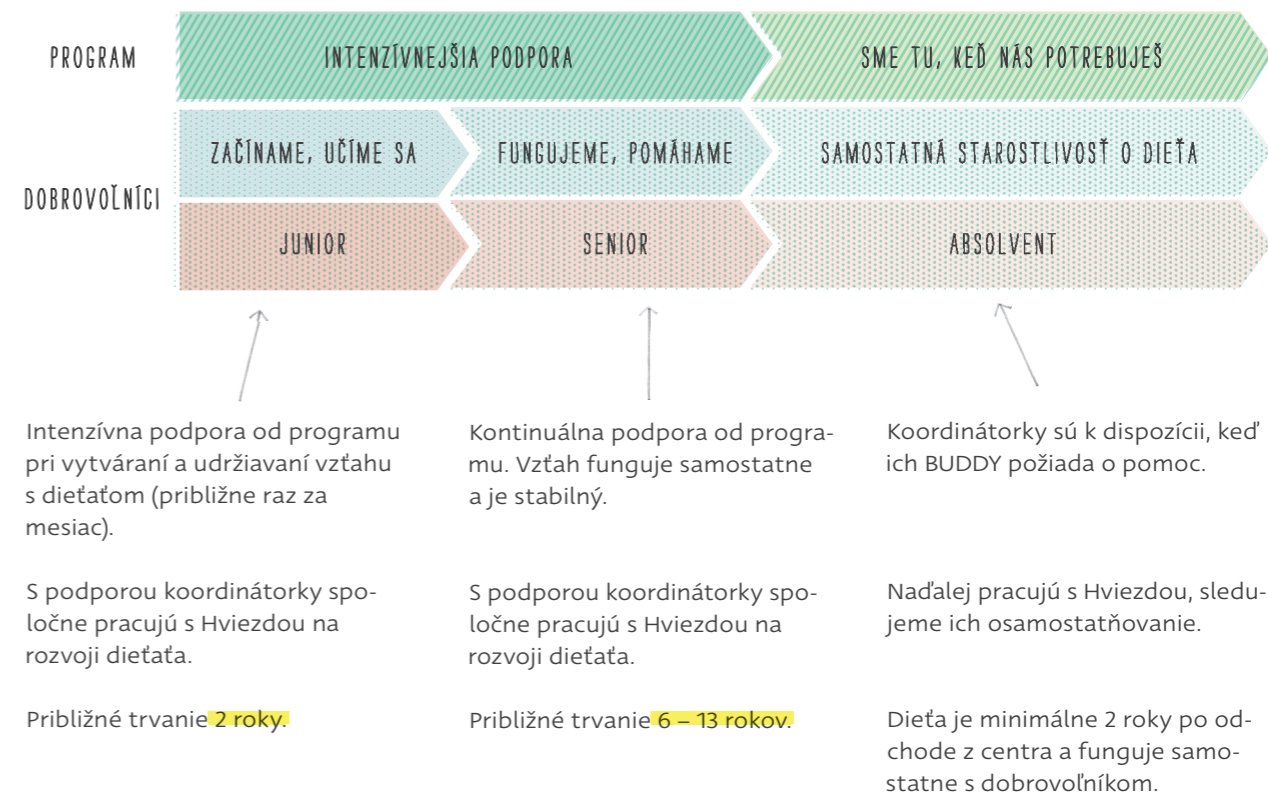 PROGRAM
INTENZÍVNEJŠIA PODPORA
SME TU, KEĎ NÁS POTREBUJEŠ
DOBROVOĽNÍCI
ZAČÍNAME, UČÍME SA
FUNGUJEME, POMÁHAME
SAMOSTATNÁ STAROSTLIVOSŤ O DIEŤA
JUNIOR
SENIOR
ABSOLVENT
Intenzívna podpora od programu
pri vytváraní a udržiavaní vzťahu
s dieťaťom (približne raz za
mesiac).
S podporou koordinátorky spo-
ločne pracujú s Hviezdou na
rozvoji dieťaťa.
Približné trvanie 2 roky.
Kontinuálna podpora od progra-
mu. Vzťah funguje samostatne
a je stabilný.
S podporou koordinátorky spo-
ločne pracujú s Hviezdou na
rozvoji dieťaťa.
Približné trvanie 6 – 13 rokov.
Koordinátorky sú k dispozícii, keď
ich BUDDY požiada o pomoc.
Naďalej pracujú s Hviezdou, sledu-
jeme ich osamostatňovanie.
Dieťa je minimálne 2 roky po od-
chode z centra a funguje samo-
statne s dobrovoľníkom.